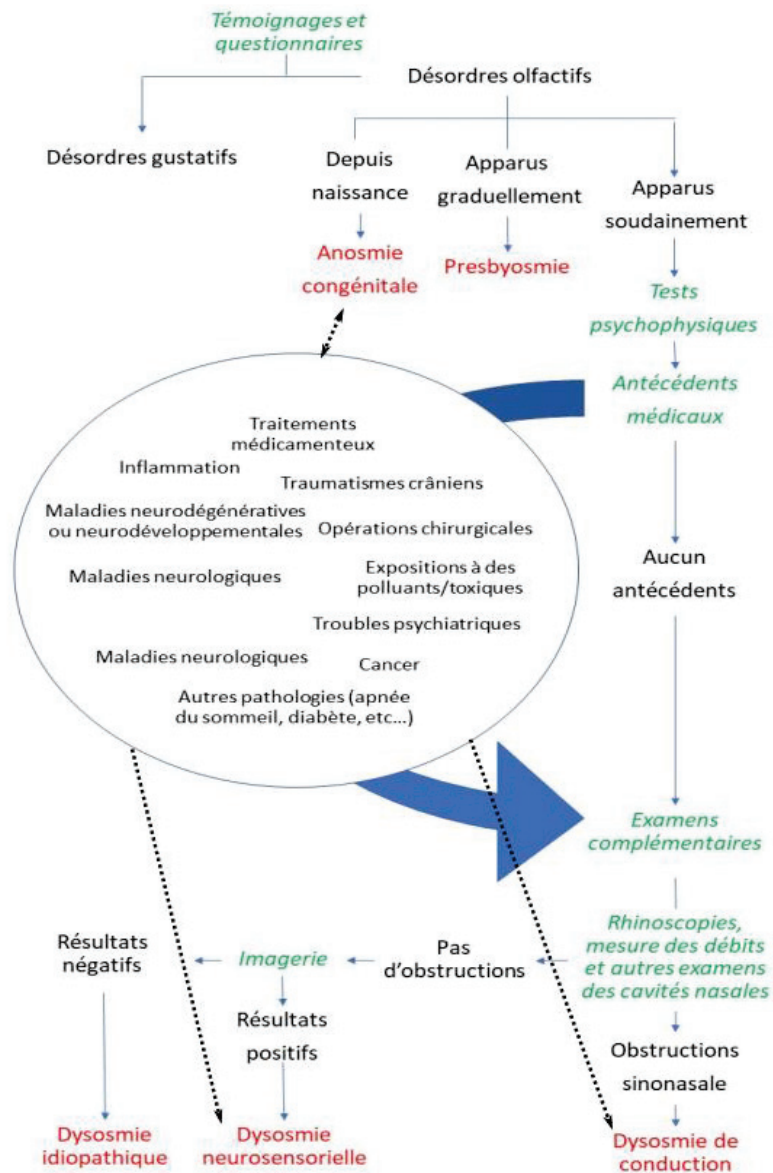 Témoignages et
questionnaires
Désordres olfactifs
Désordres gustatifs
Depuis
naissance
Apparus
graduellement
Apparus
soudainement
Anosmie
congénitale
Presbyosmie
Tests
psychophysiques
Antécédents
médicaux
Traitements
médicamenteux
Inflammation
Traumatismes crâniens
Maladies neurodégénératives
ou neurodéveloppementales
Opérations chirurgicales
Maladies neurologiques
Expositions à des
polluants/toxiques
Troubles psychiatriques
Maladies neurologiques
Cancer
Autres pathologies (apnée
du sommeil, diabète, etc...)
Aucun
antécédents
Examens
complémentaires
Rhinoscopies,
mesure des débits
et autres examens
des cavités nasales
Pas
d'obstructions
Imagerie
Résultats
négatifs
Résultats
positifs
Obstructions
sinonasale
Dysosmie
idiopathique
Dysosmie
neurosensorielle
Dysosmie de
conduction